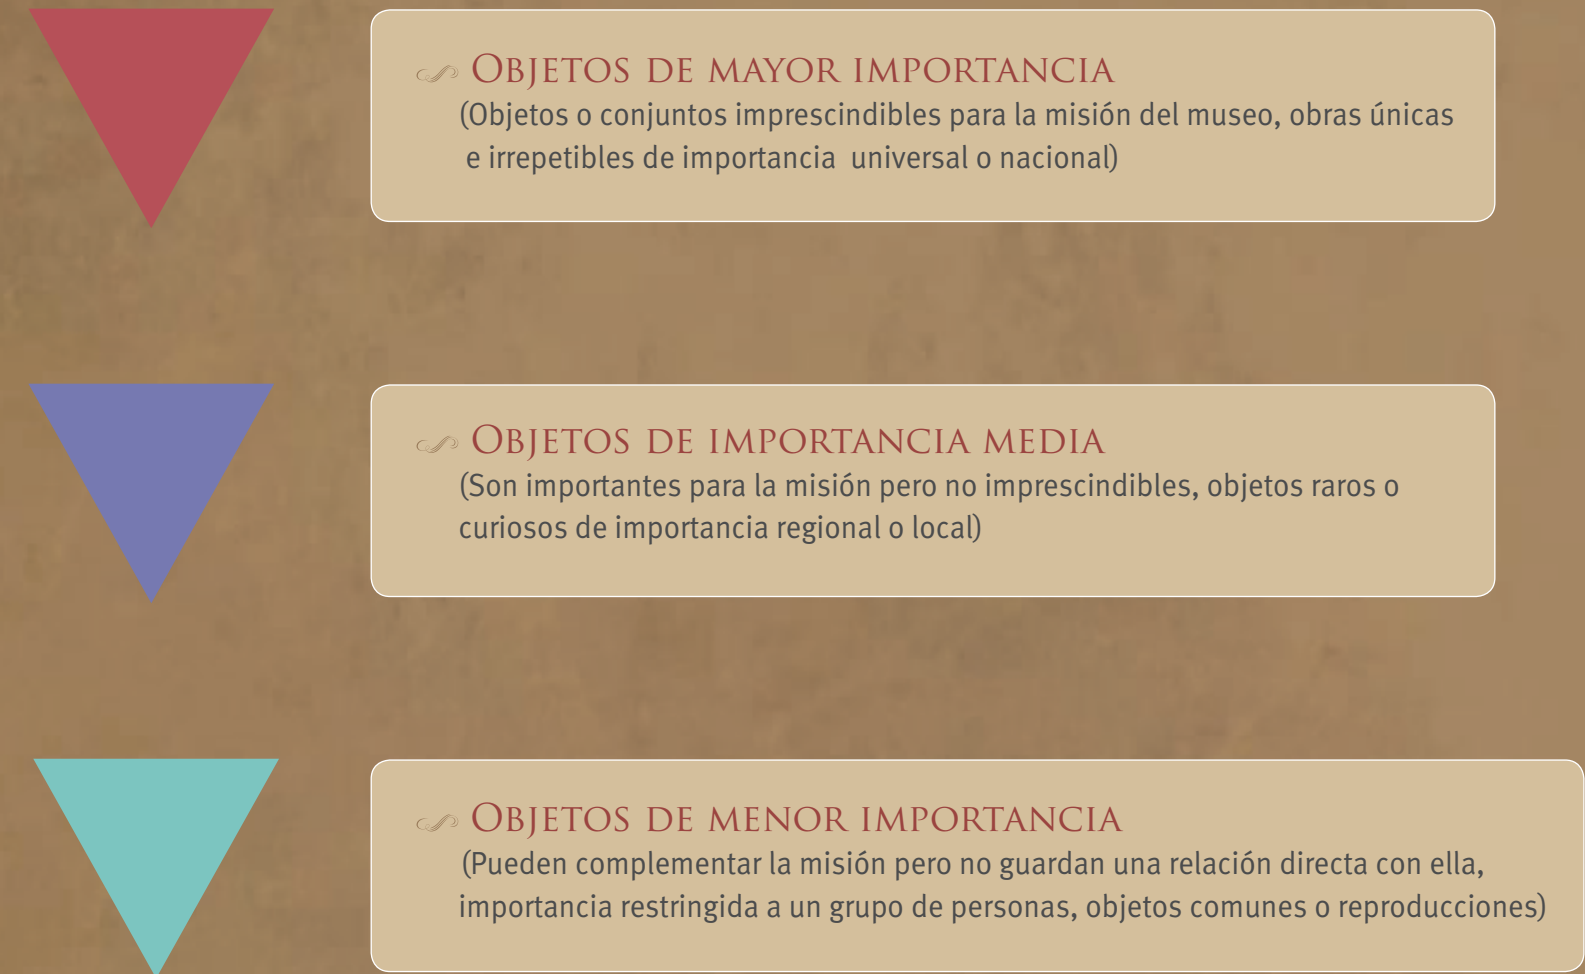 Objetos de mayor importancia
(Objetos o conjuntos imprescindibles para la misión del museo, obras únicas
e irrepetibles de importancia universal o nacional)
Objetos de importancia media
(Son importantes para la misión pero no imprescindibles, objetos raros o
curiosos de importancia regional o local)
Objetos de menor importancia
(Pueden complementar la misión pero no guardan una relación directa con ella,
importancia restringida a un grupo de personas, objetos comunes o reproducciones)